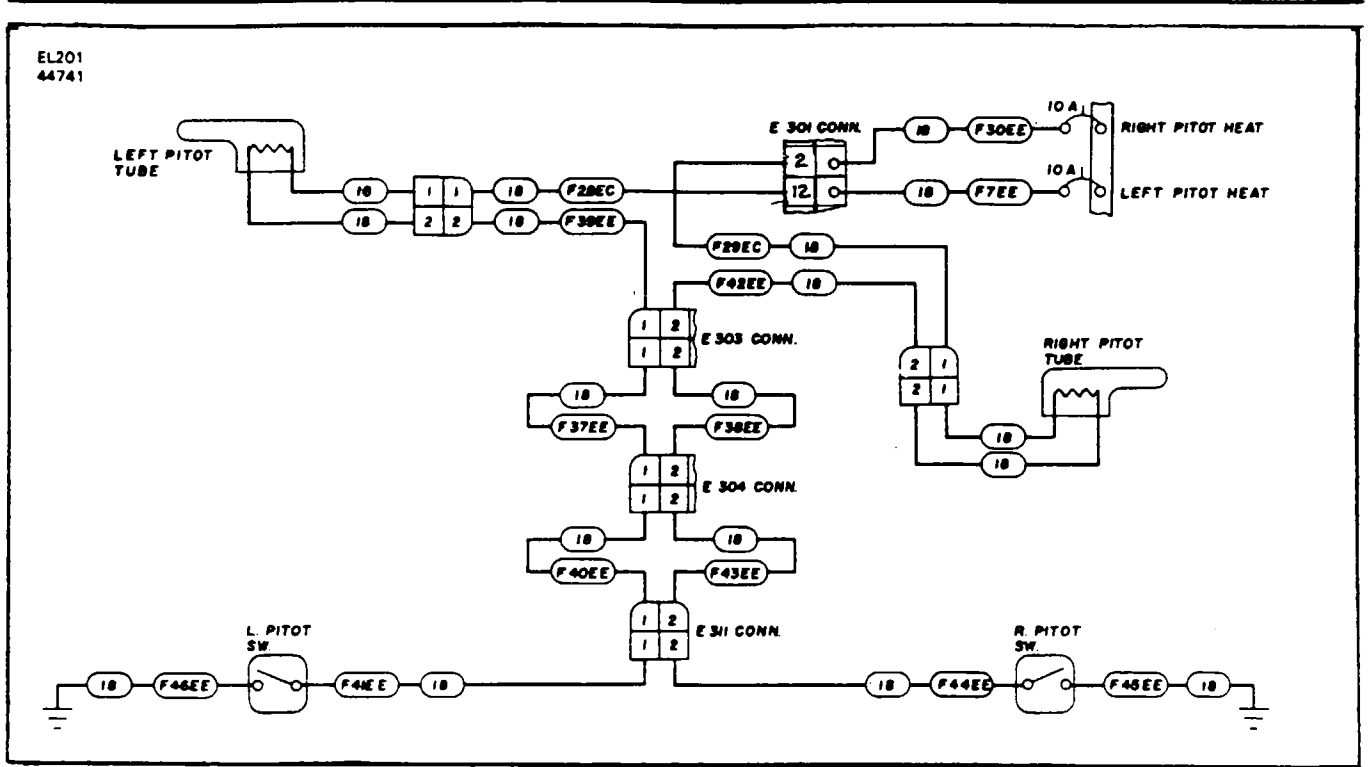 EL201
44741
LEFT PITOT
TUBE
18
1
1
18
F28EC
18
2
2
18
F39EE
E 301 CONN.
2
12
18
F30EE
10 A
RIGHT PITOT HEAT
18
F7EE
10 A
LEFT PITOT HEAT
F29EC
18
F42EE
18
1
2
1
2
E 303 CONN.
RIGHT PITOT
TUBE
2
1
2
1
18
18
18
18
F37EE
F38EE
1
2
1
2
E 304 CONN.
18
18
F40EE
F43EE
1
2
1
2
E 311 CONN.
L. PITOT
SW.
18
F46EE
F41EE
18
R. PITOT
SW.
18
F44EE
F45EE
18